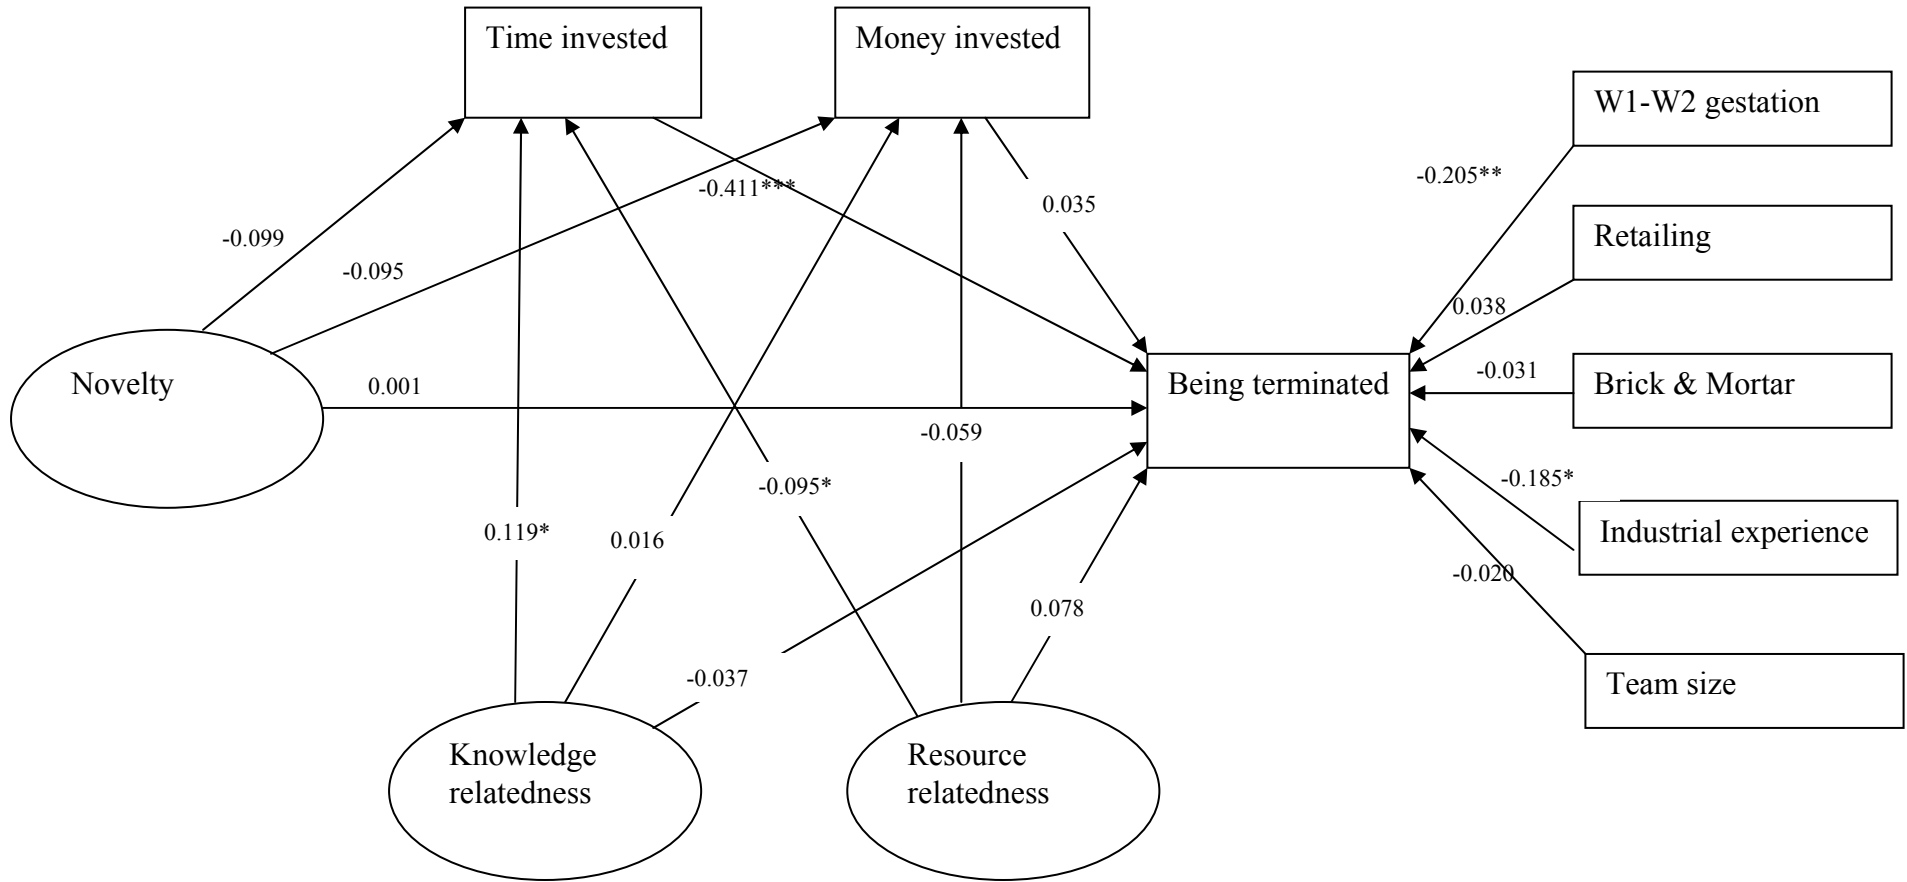 Time invested
Money invested
W1-W2 gestation
-0.205**
-0.411***
0.035
Retailing
-0.099
-0.095
0.038
Novelty
0.001
Being terminated
-0.031
Brick & Mortar
-0.059
-0.095*
-0.185*
0.119*
0.016
Industrial experience
-0.020
0.078
-0.037
Team size
Knowledge
relatedness
Resource
relatedness